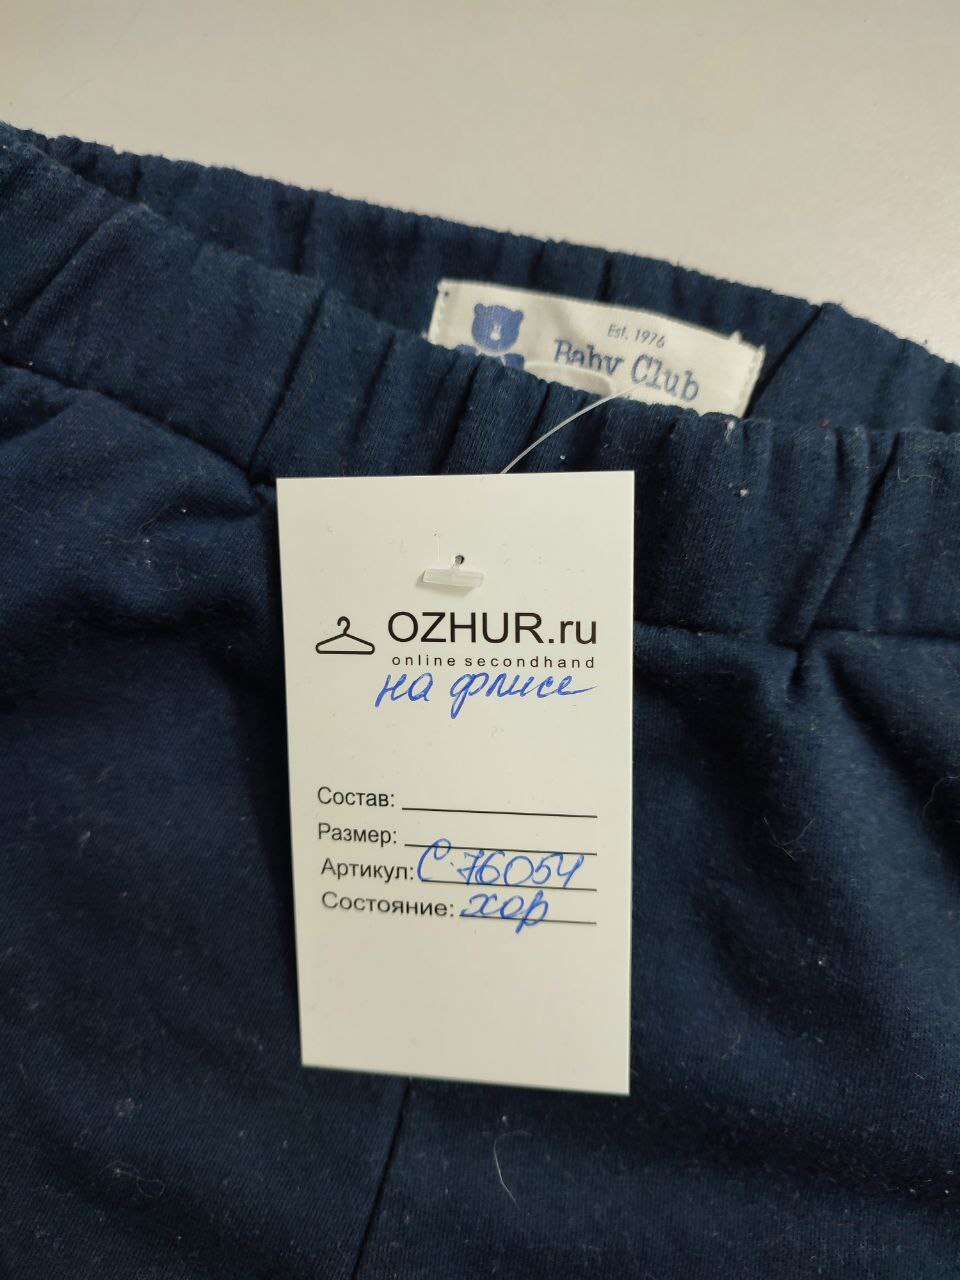 Est. 1976
Baby Club
OZHUR.ru
online secondhand
на флисе
Состав:
Размер:
Артикул: С-76054
Состояние: хор